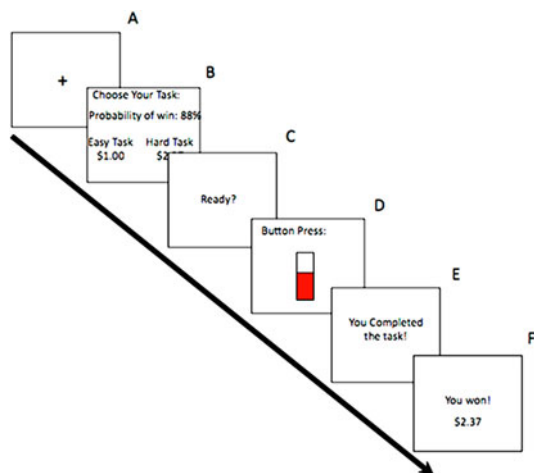 A
+
B
Choose Your Task:
Probability of win: 88%
Easy Task Hard Task
$1.00
C
Ready?
D
Button Press:
E
You Completed
the task!
F
You won!
$2.37